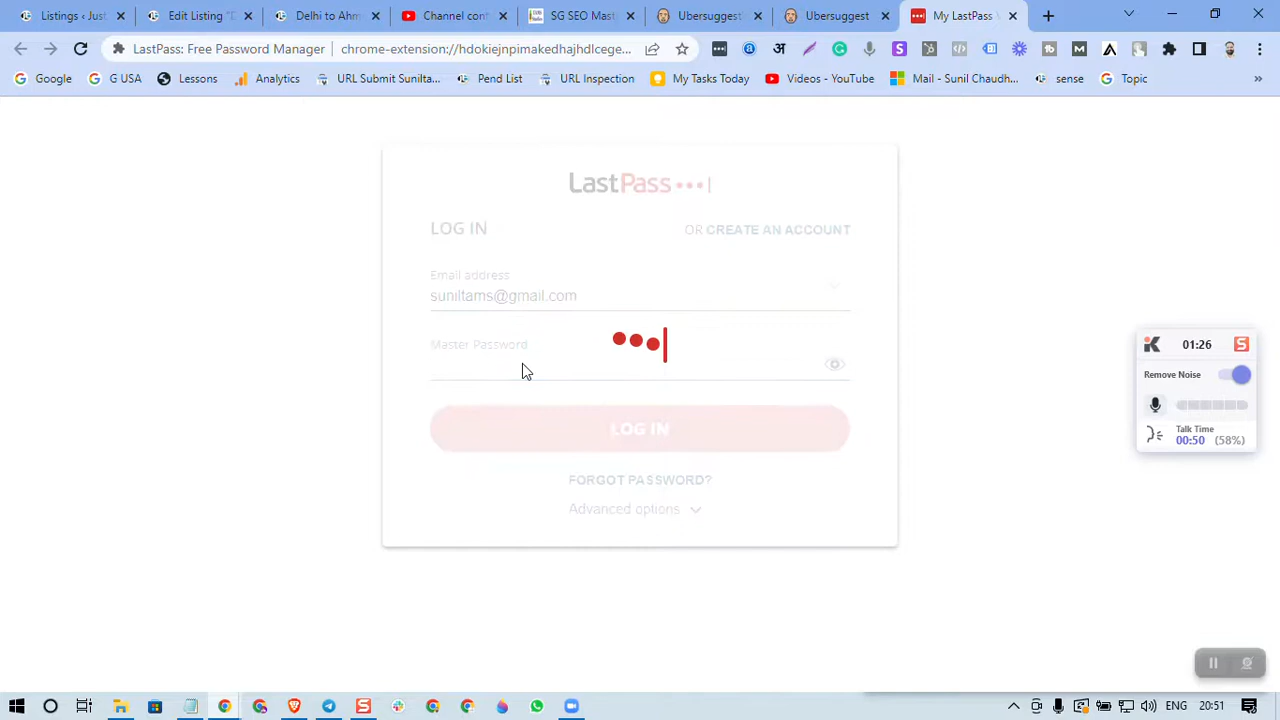 Listings ‹ Just
Edit Listing "D
Delhi to Ahm
Channel com
SG SEO Mast
Ubersuggest
Ubersuggest
My LastPass
LastPass: Free Password Manager
chrome-extension://hdokiejnpimakedhajhdlcege...
Google
G USA
Lessons
Analytics
URL Submit Sunilta...
Pend List
URL Inspection
My Tasks Today
Videos - YouTube
Mail - Sunil Chaudh...
sense
Topic
»
LastPass
LOG IN
OR CREATE AN ACCOUNT
Email address
suniltams@gmail.com
Master Password
LOG IN
FORGOT PASSWORD?
Advanced options
01:26
Remove Noise
Talk Time
00:50 (58%)
ENG 20:51